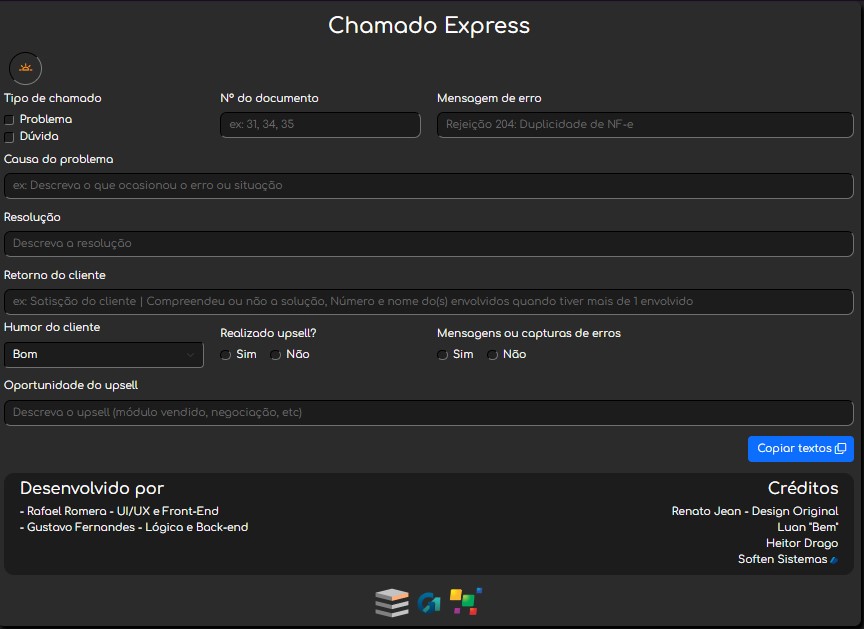 Chamado Express
Tipo de chamado
Problema
Dúvida
Nº do documento
ex: 31, 34, 35
Mensagem de erro
Rejeição 204: Duplicidade de NF-e
Causa do problema
ex: Descreva o que ocasionou o erro ou situação
Resolução
Descreva a resolução
Retorno do cliente
ex: Satisção do cliente | Compreendeu ou não a solução, Número e nome do(s) envolvidos quando tiver mais de 1 envolvido
Humor do cliente
Bom
Realizado upsell?
Sim Não
Mensagens ou capturas de erros
Sim Não
Oportunidade do upsell
Descreva o upsell (módulo vendido, negociação, etc)
Copiar textos
Desenvolvido por
- Rafael Romera - UI/UX e Front-End
- Gustavo Fernandes - Lógica e Back-end
Créditos
Renato Jean - Design Original
Luan "Bem"
Heitor Drago
Soften Sistemas